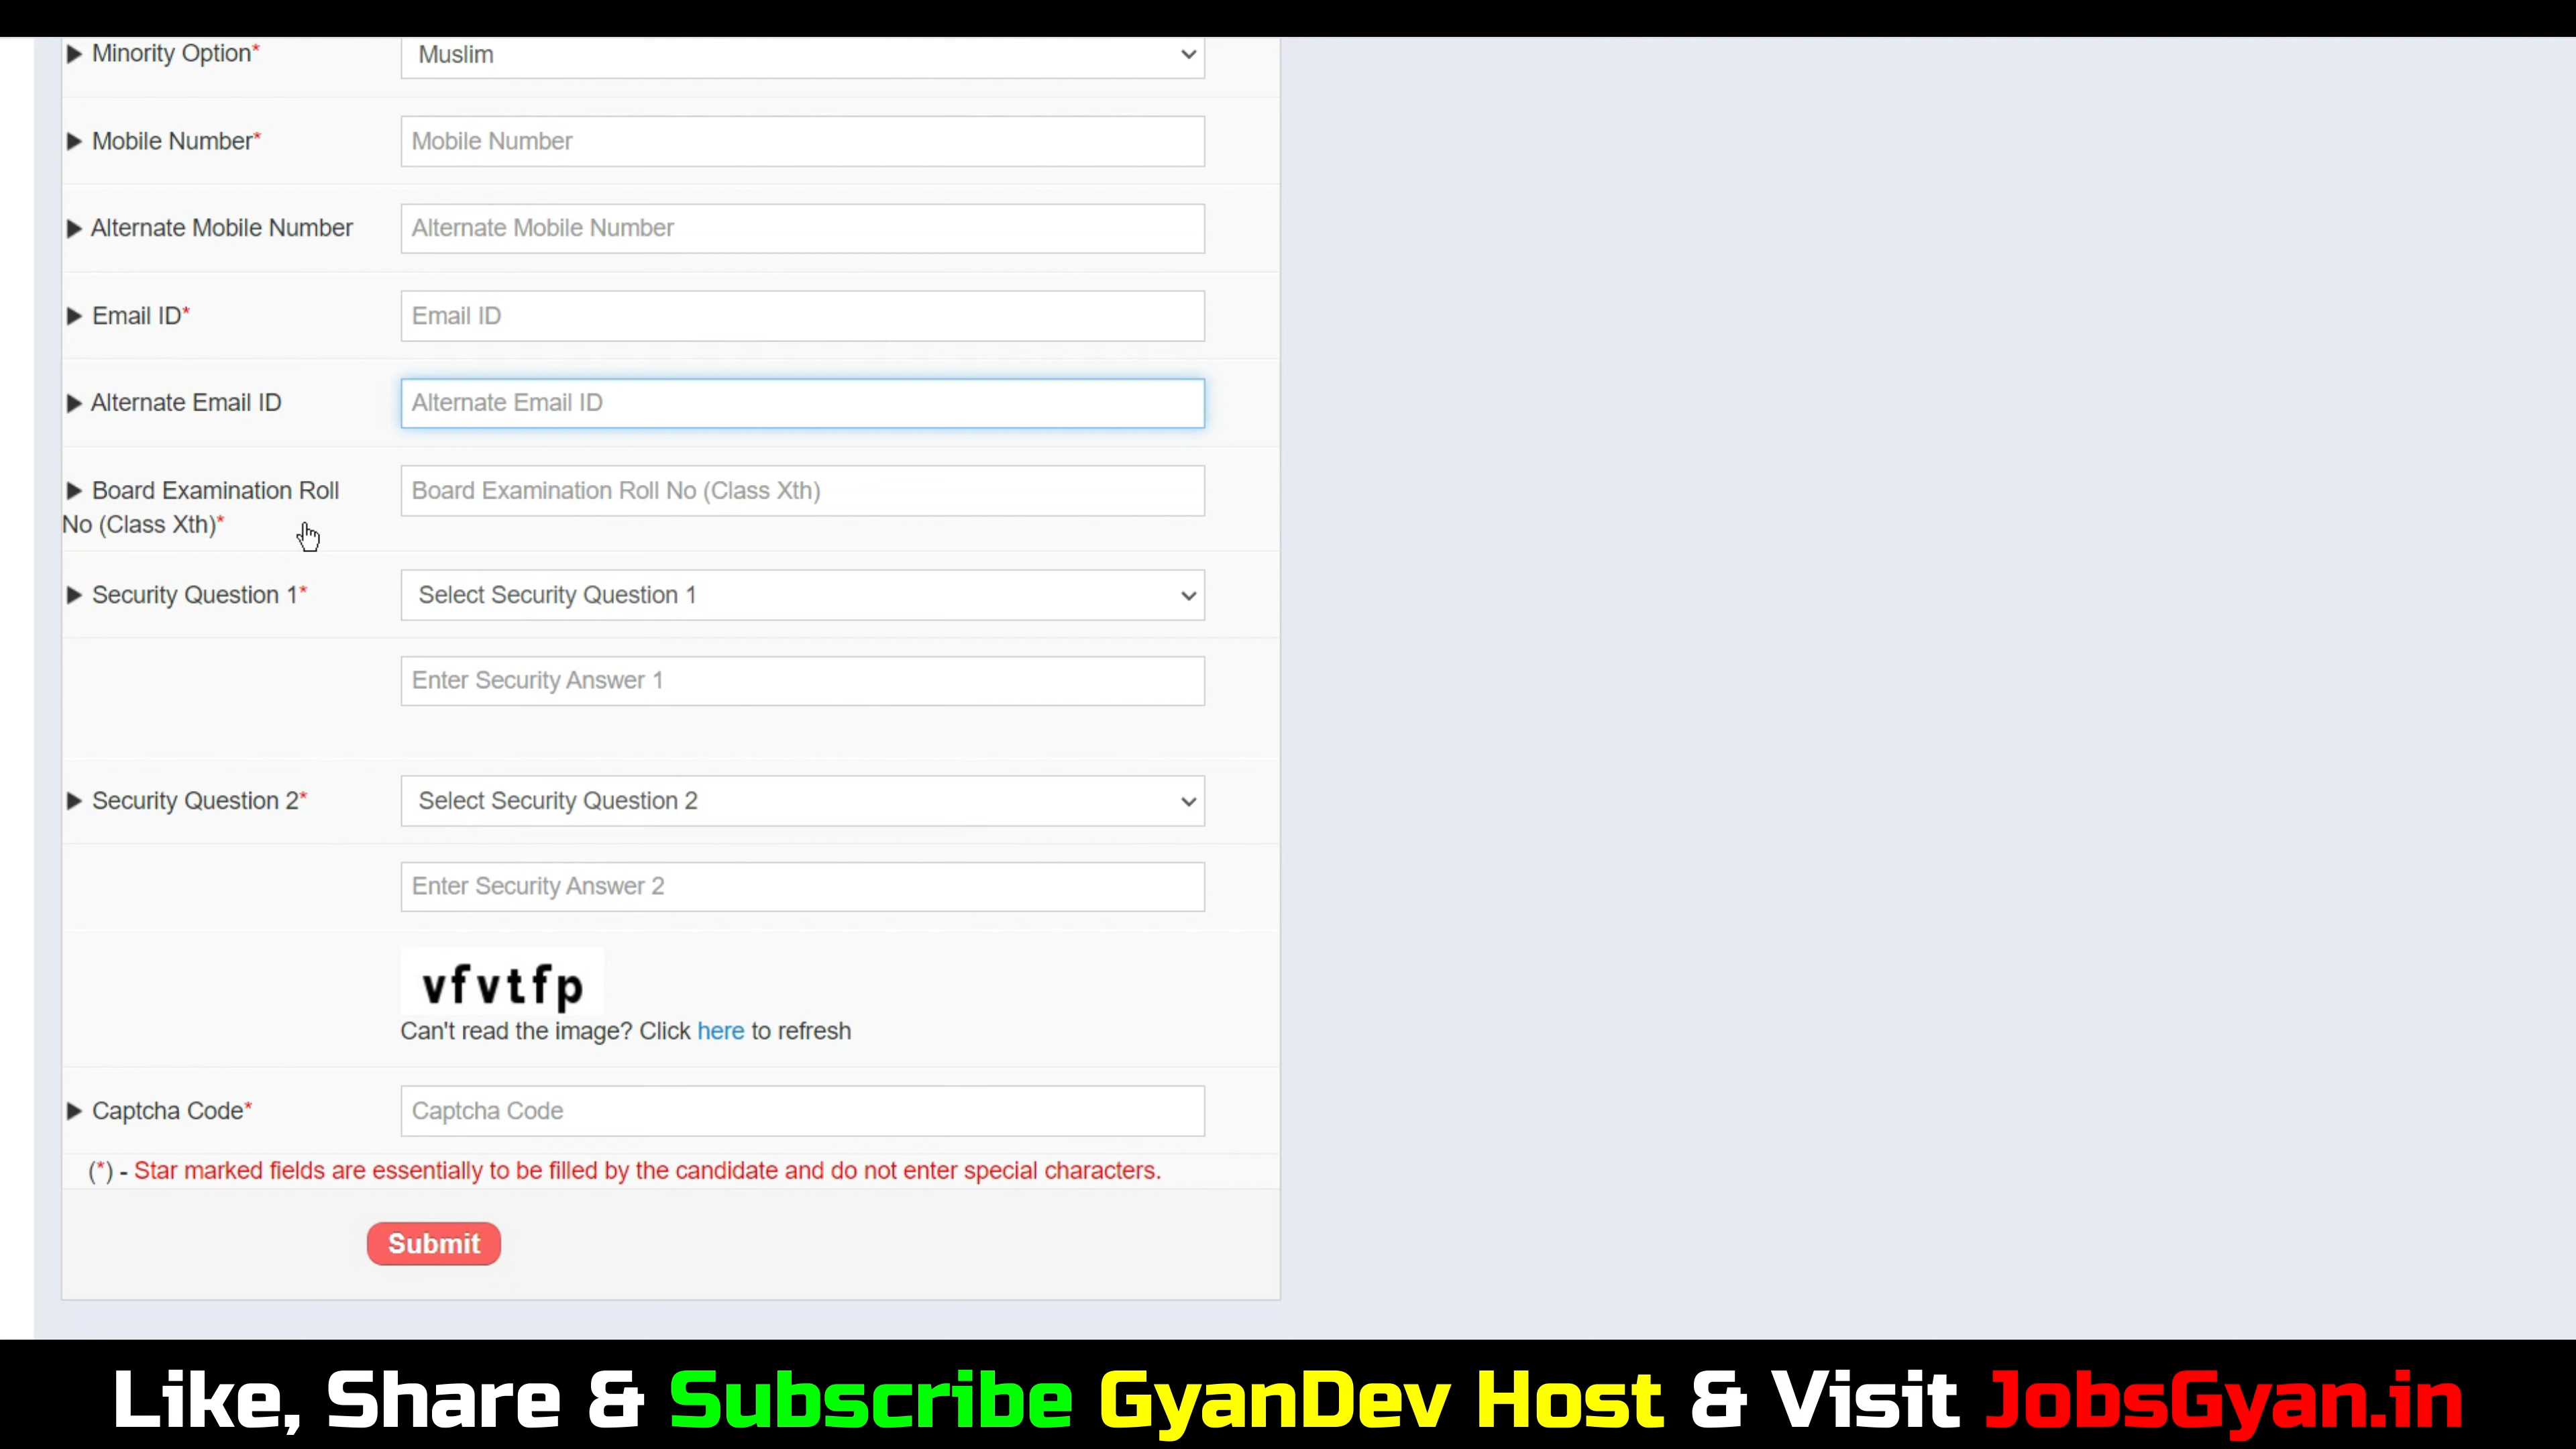 Minority Option* Muslim
Mobile Number* Mobile Number
Alternate Mobile Number Alternate Mobile Number
Email ID* Email ID
Alternate Email ID Alternate Email ID
Board Examination Roll Board Examination Roll No (Class Xth)
No (Class Xth)*
Security Question 1* Select Security Question 1
Enter Security Answer 1
Security Question 2* Select Security Question 2
Enter Security Answer 2
vfvtfp
Can't read the image? Click here to refresh
Captcha Code* Captcha Code
(*) - Star marked fields are essentially to be filled by the candidate and do not enter special characters.
Submit
Like, Share & Subscribe GyanDev Host & Visit JobsGyan.in